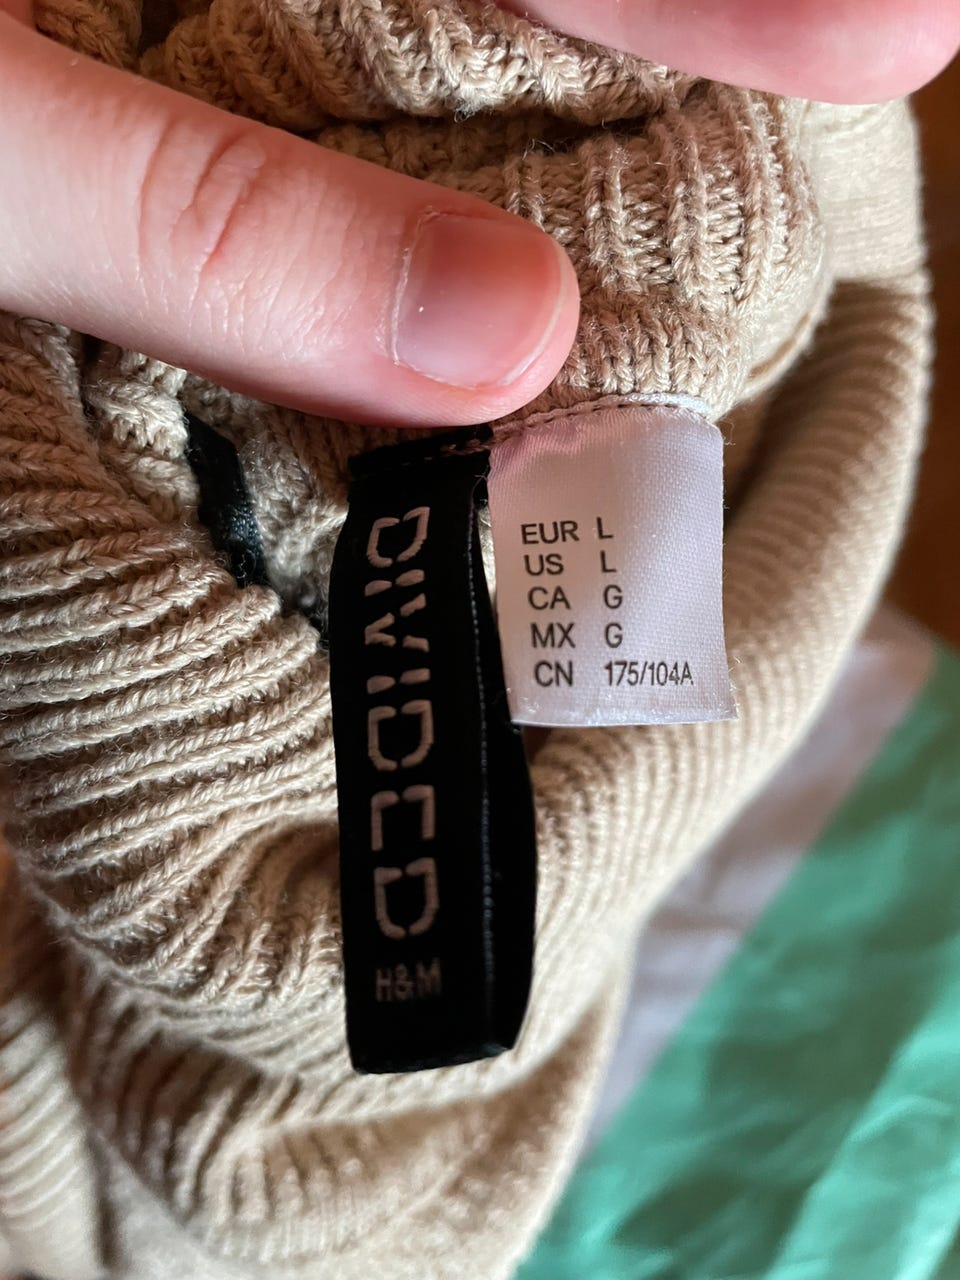 DIVIDED
H&M
EUR L
US L
CA G
MX G
CN 175/104A